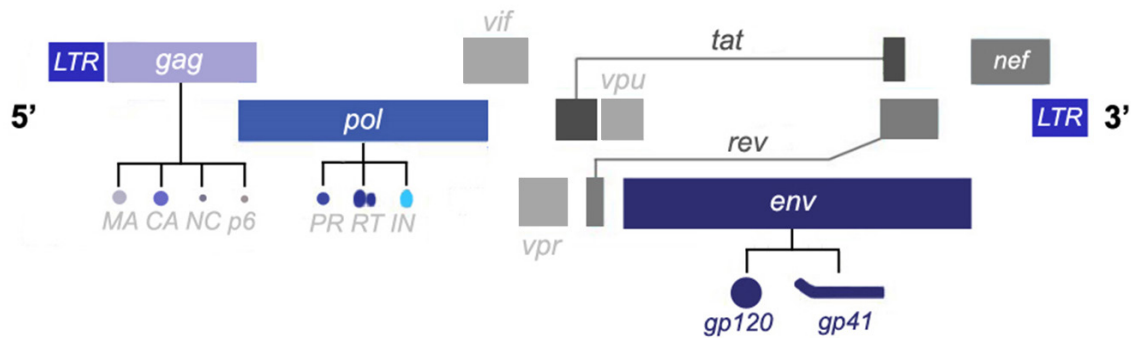 vif
tat
LTR gag nef
vpu
5' pol LTR 3'
rev
MA CA NC p6 PR RT IN env
vpr
gp120 gp41